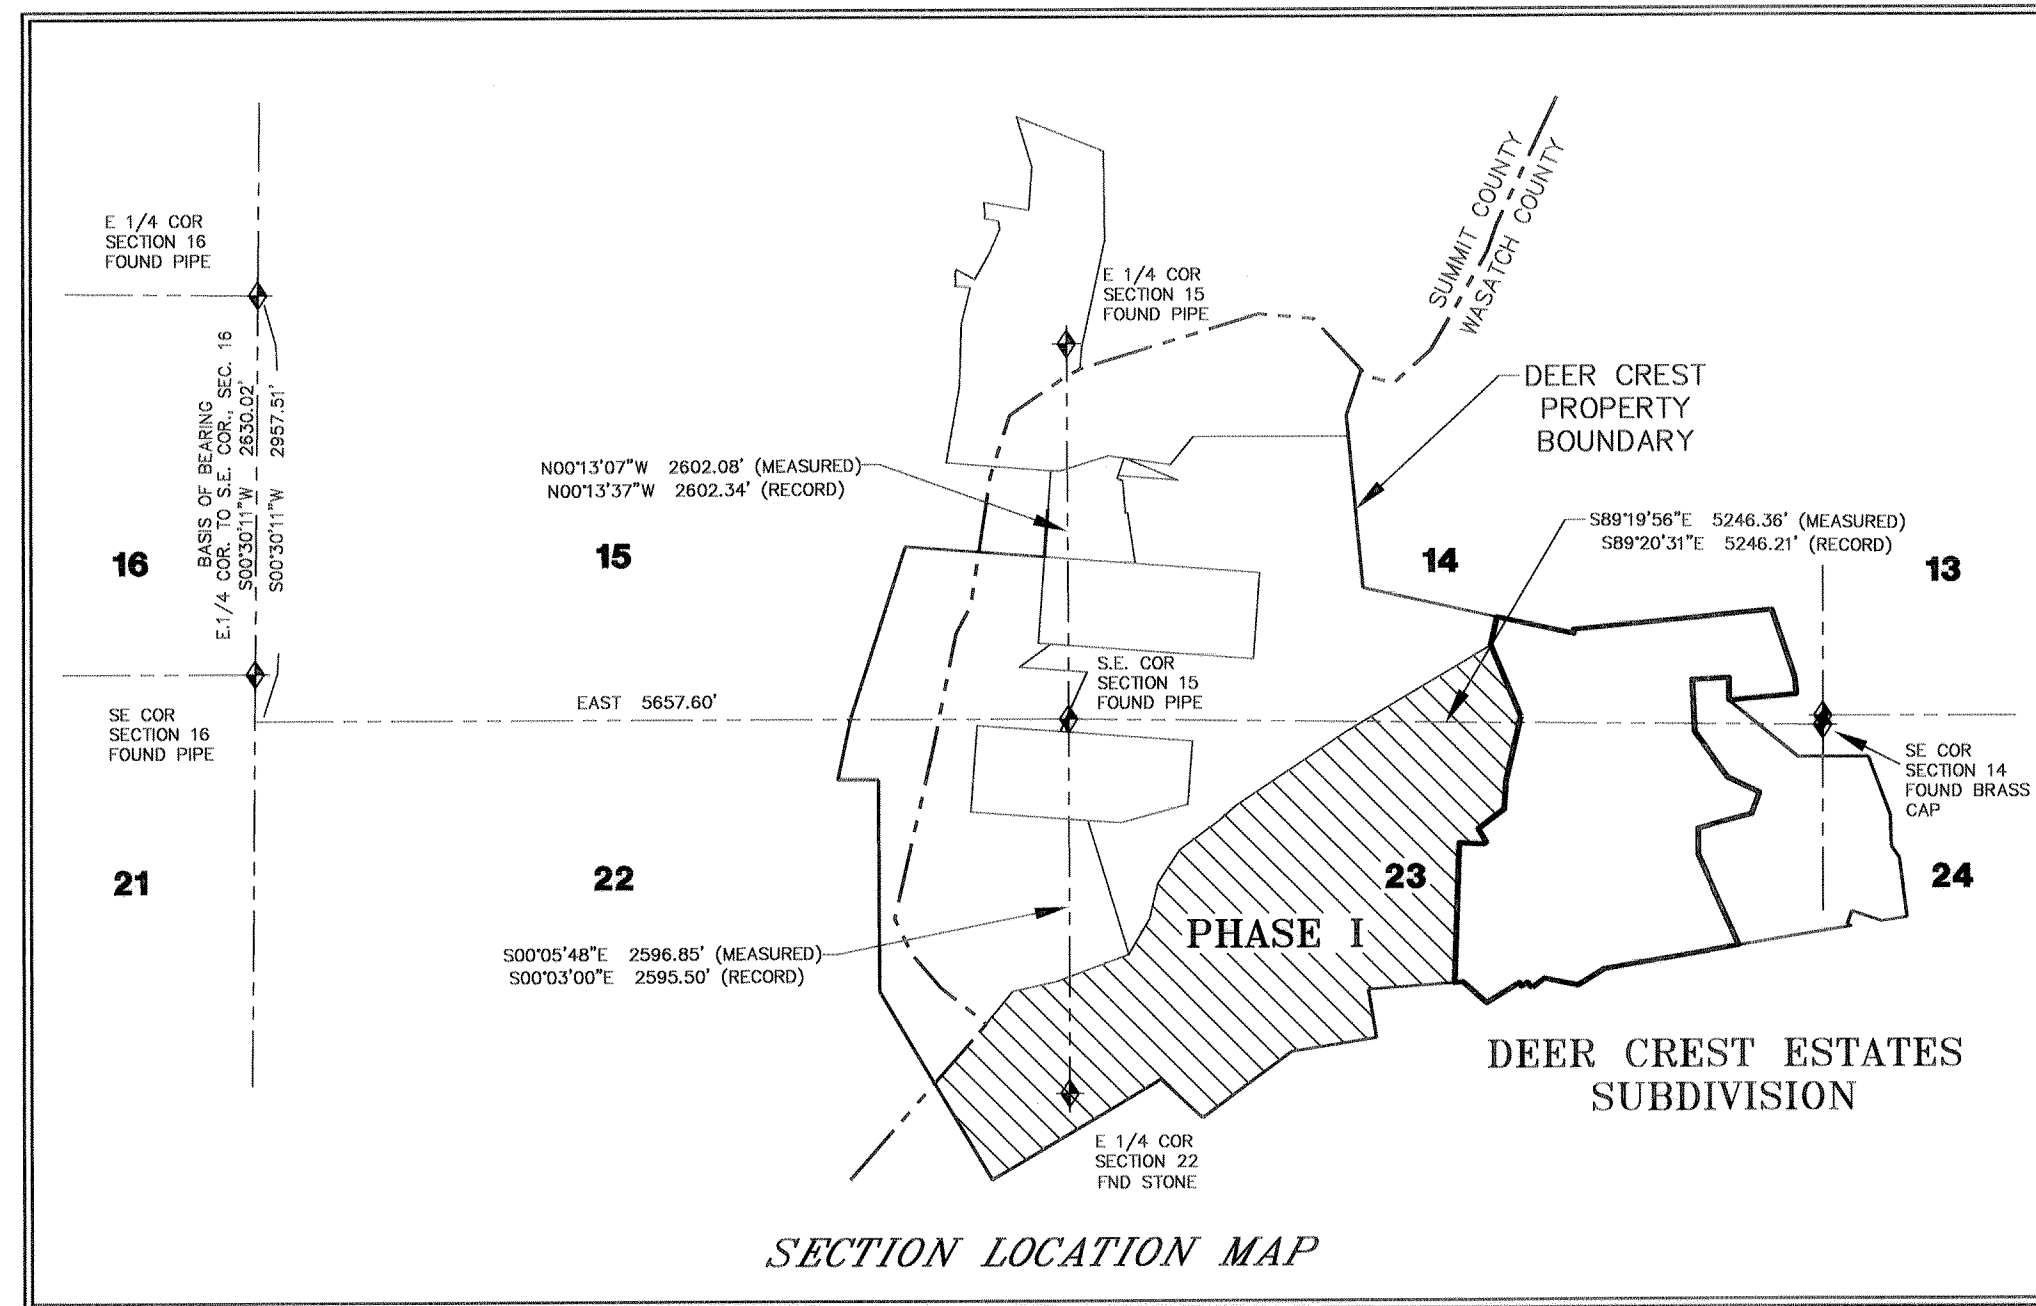 SUMMIT COUNTY
WASATCH COUNTY
E 1/4 COR
SECTION 16
FOUND PIPE
E 1/4 COR
SECTION 15
FOUND PIPE
BASIS OF BEARING
E.1/4 COR. TO S.E. COR., SEC. 16
S00°30'11"W 2630.02'
S00°30'11"W 2957.51'
DEER CREST
PROPERTY
BOUNDARY
N00°13'07"W 2602.08' (MEASURED)
N00°13'37"W 2602.34' (RECORD)
S89°19'56"E 5246.36' (MEASURED)
S89°20'31"E 5246.21' (RECORD)
16
15
14
13
S.E. COR
SECTION 15
FOUND PIPE
EAST 5657.60'
SE COR
SECTION 16
FOUND PIPE
SE COR
SECTION 14
FOUND BRASS
CAP
21
22
23
24
PHASE I
S00°05'48"E 2596.85' (MEASURED)
S00°03'00"E 2595.50' (RECORD)
DEER CREST ESTATES
SUBDIVISION
E 1/4 COR
SECTION 22
FND STONE
SECTION LOCATION MAP